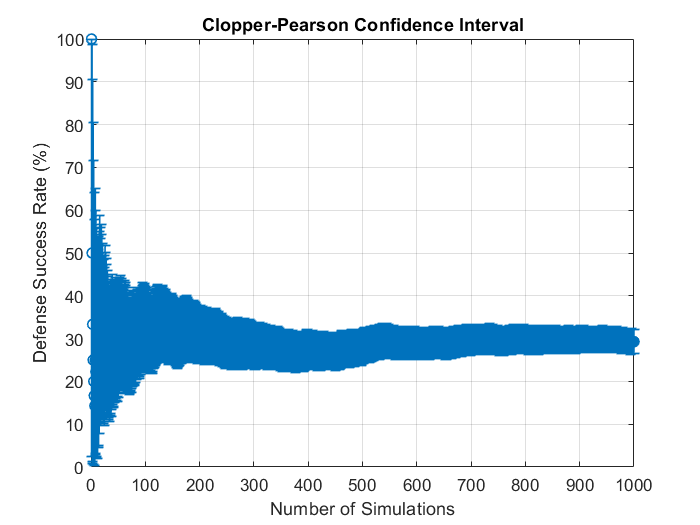 Clopper-Pearson Confidence Interval
Defense Success Rate (%)
100
90
80
70
60
50
40
30
20
10
0
0 100 200 300 400 500 600 700 800 900 1000
Number of Simulations